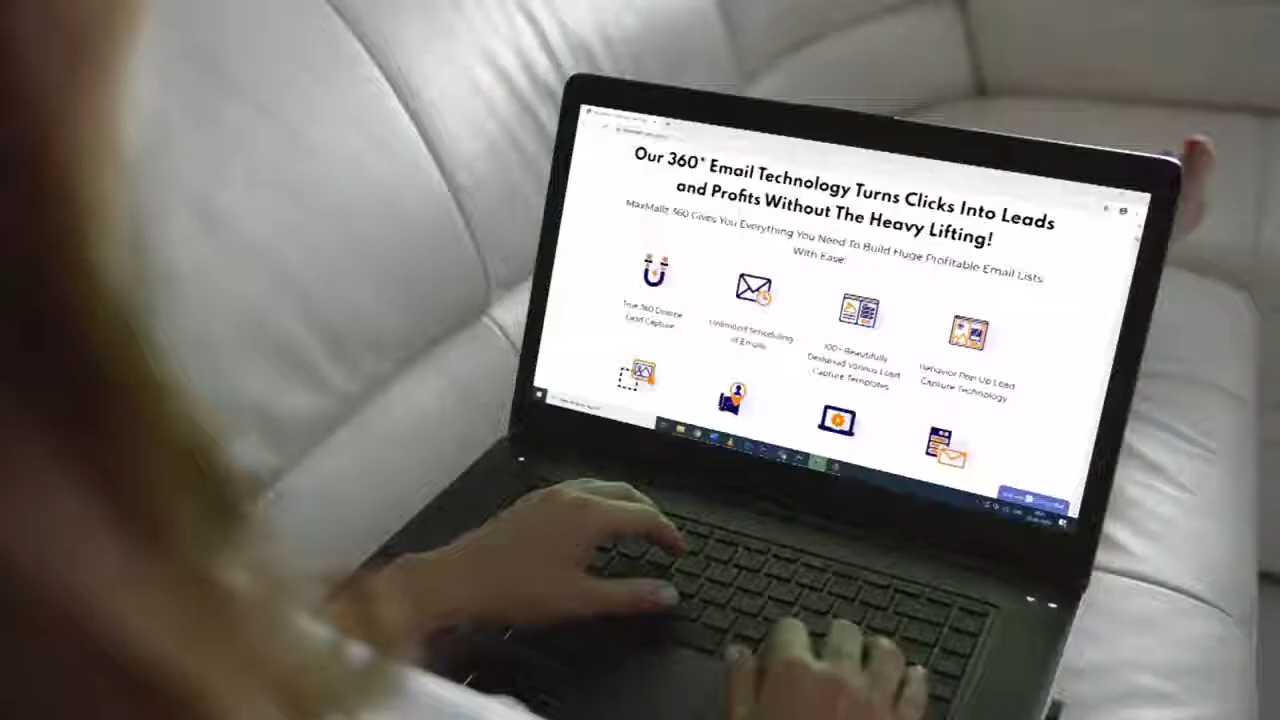 Our 360° Email Technology Turns Clicks Into Leads
and Profits Without The Heavy Lifting!
MaxMailz 360 Gives You Everything You Need To Build Huge Profitable Email Lists
With Ease:
True 360 Degree
Lead Capture
Unlimited Scheduling
of Emails
100+ Beautifully
Designed Various Lead
Capture Templates
Behavior Pop Up Lead
Capture Technology